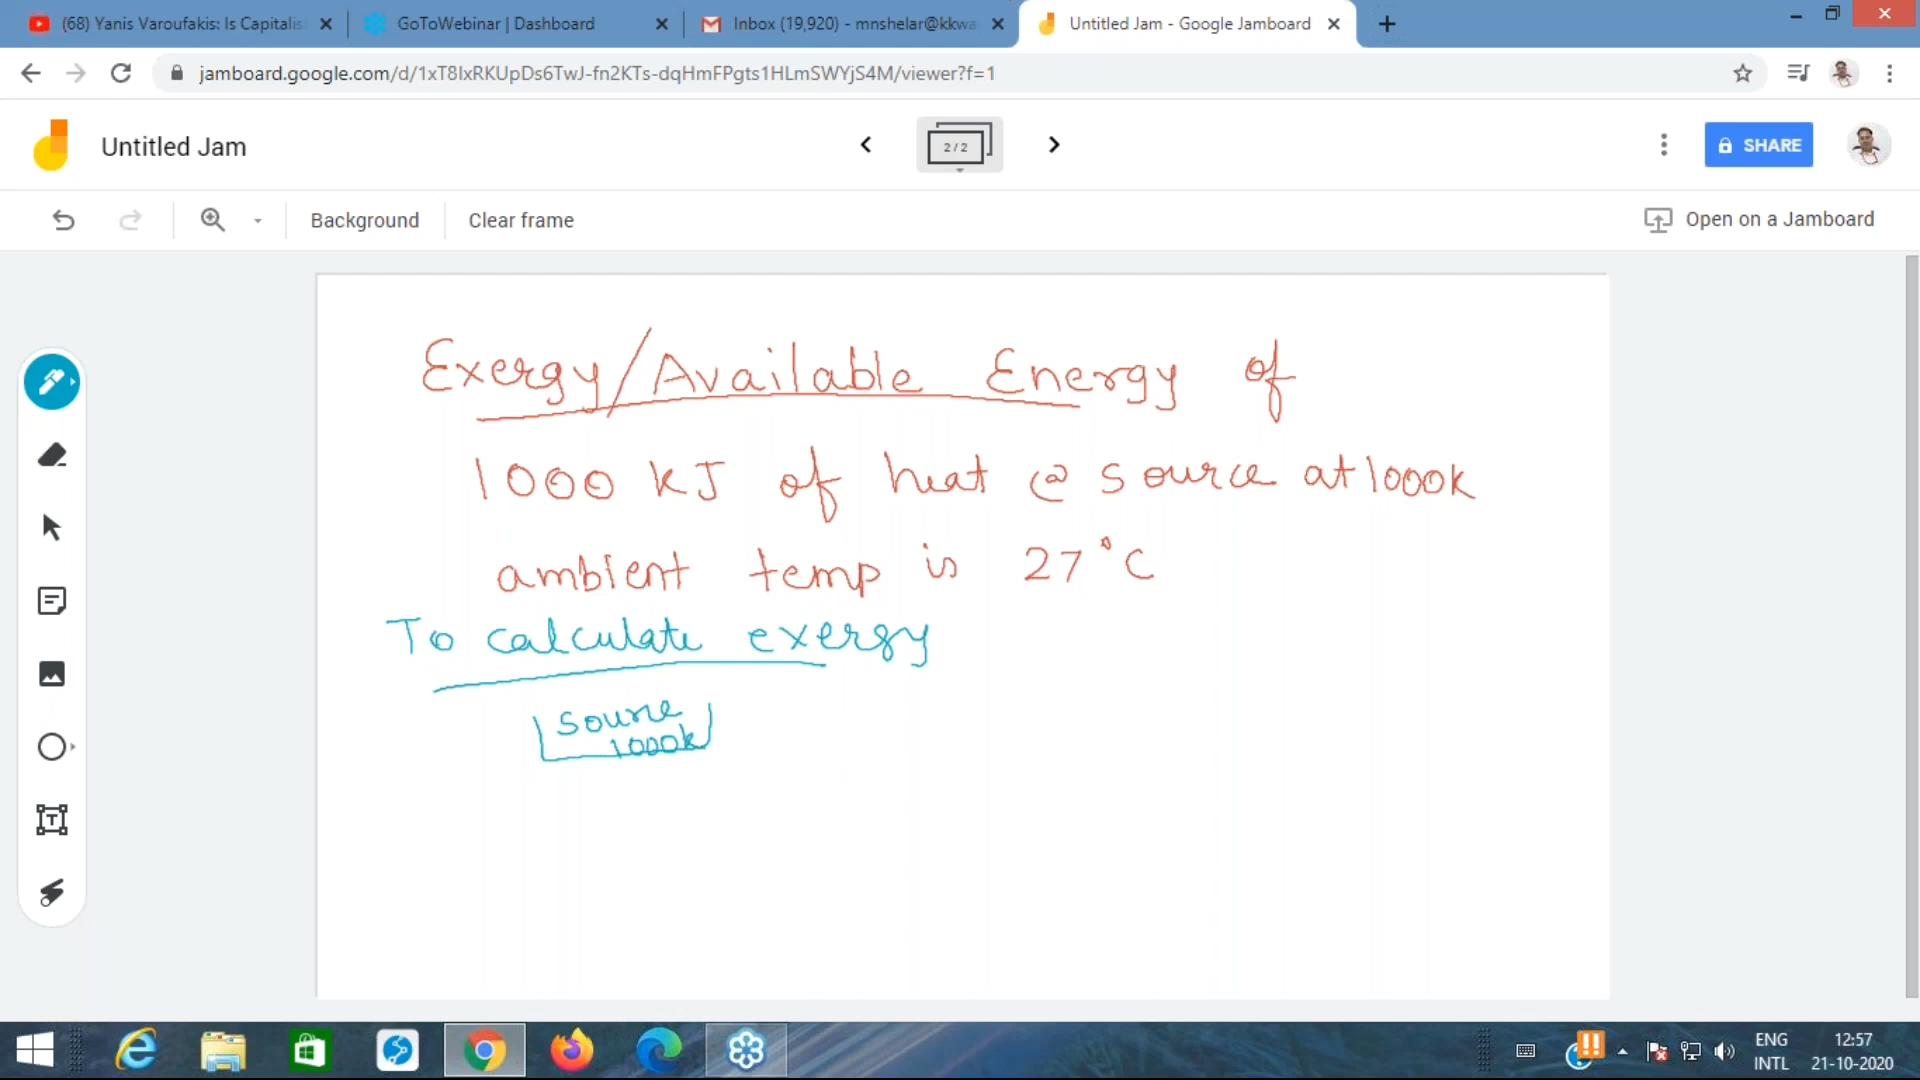 (68) Yanis Varoufakis: Is Capitalis
GoToWebinar | Dashboard
Inbox (19,920) - mnshelar@kkwa
Untitled Jam - Google Jamboard
jamboard.google.com/d/1xT8IxRKUpDs6TwJ-fn2KTs-dqHmFPgts1HLmSWYjS4M/viewer?f=1
Untitled Jam
2/2
SHARE
Background
Clear frame
Open on a Jamboard
Exergy/Available Energy of
1000 KJ of heat @ source at 1000k
ambient temp is 27°C
To calculate exergy
Source
1000k
ENG
INTL
12:57
21-10-2020